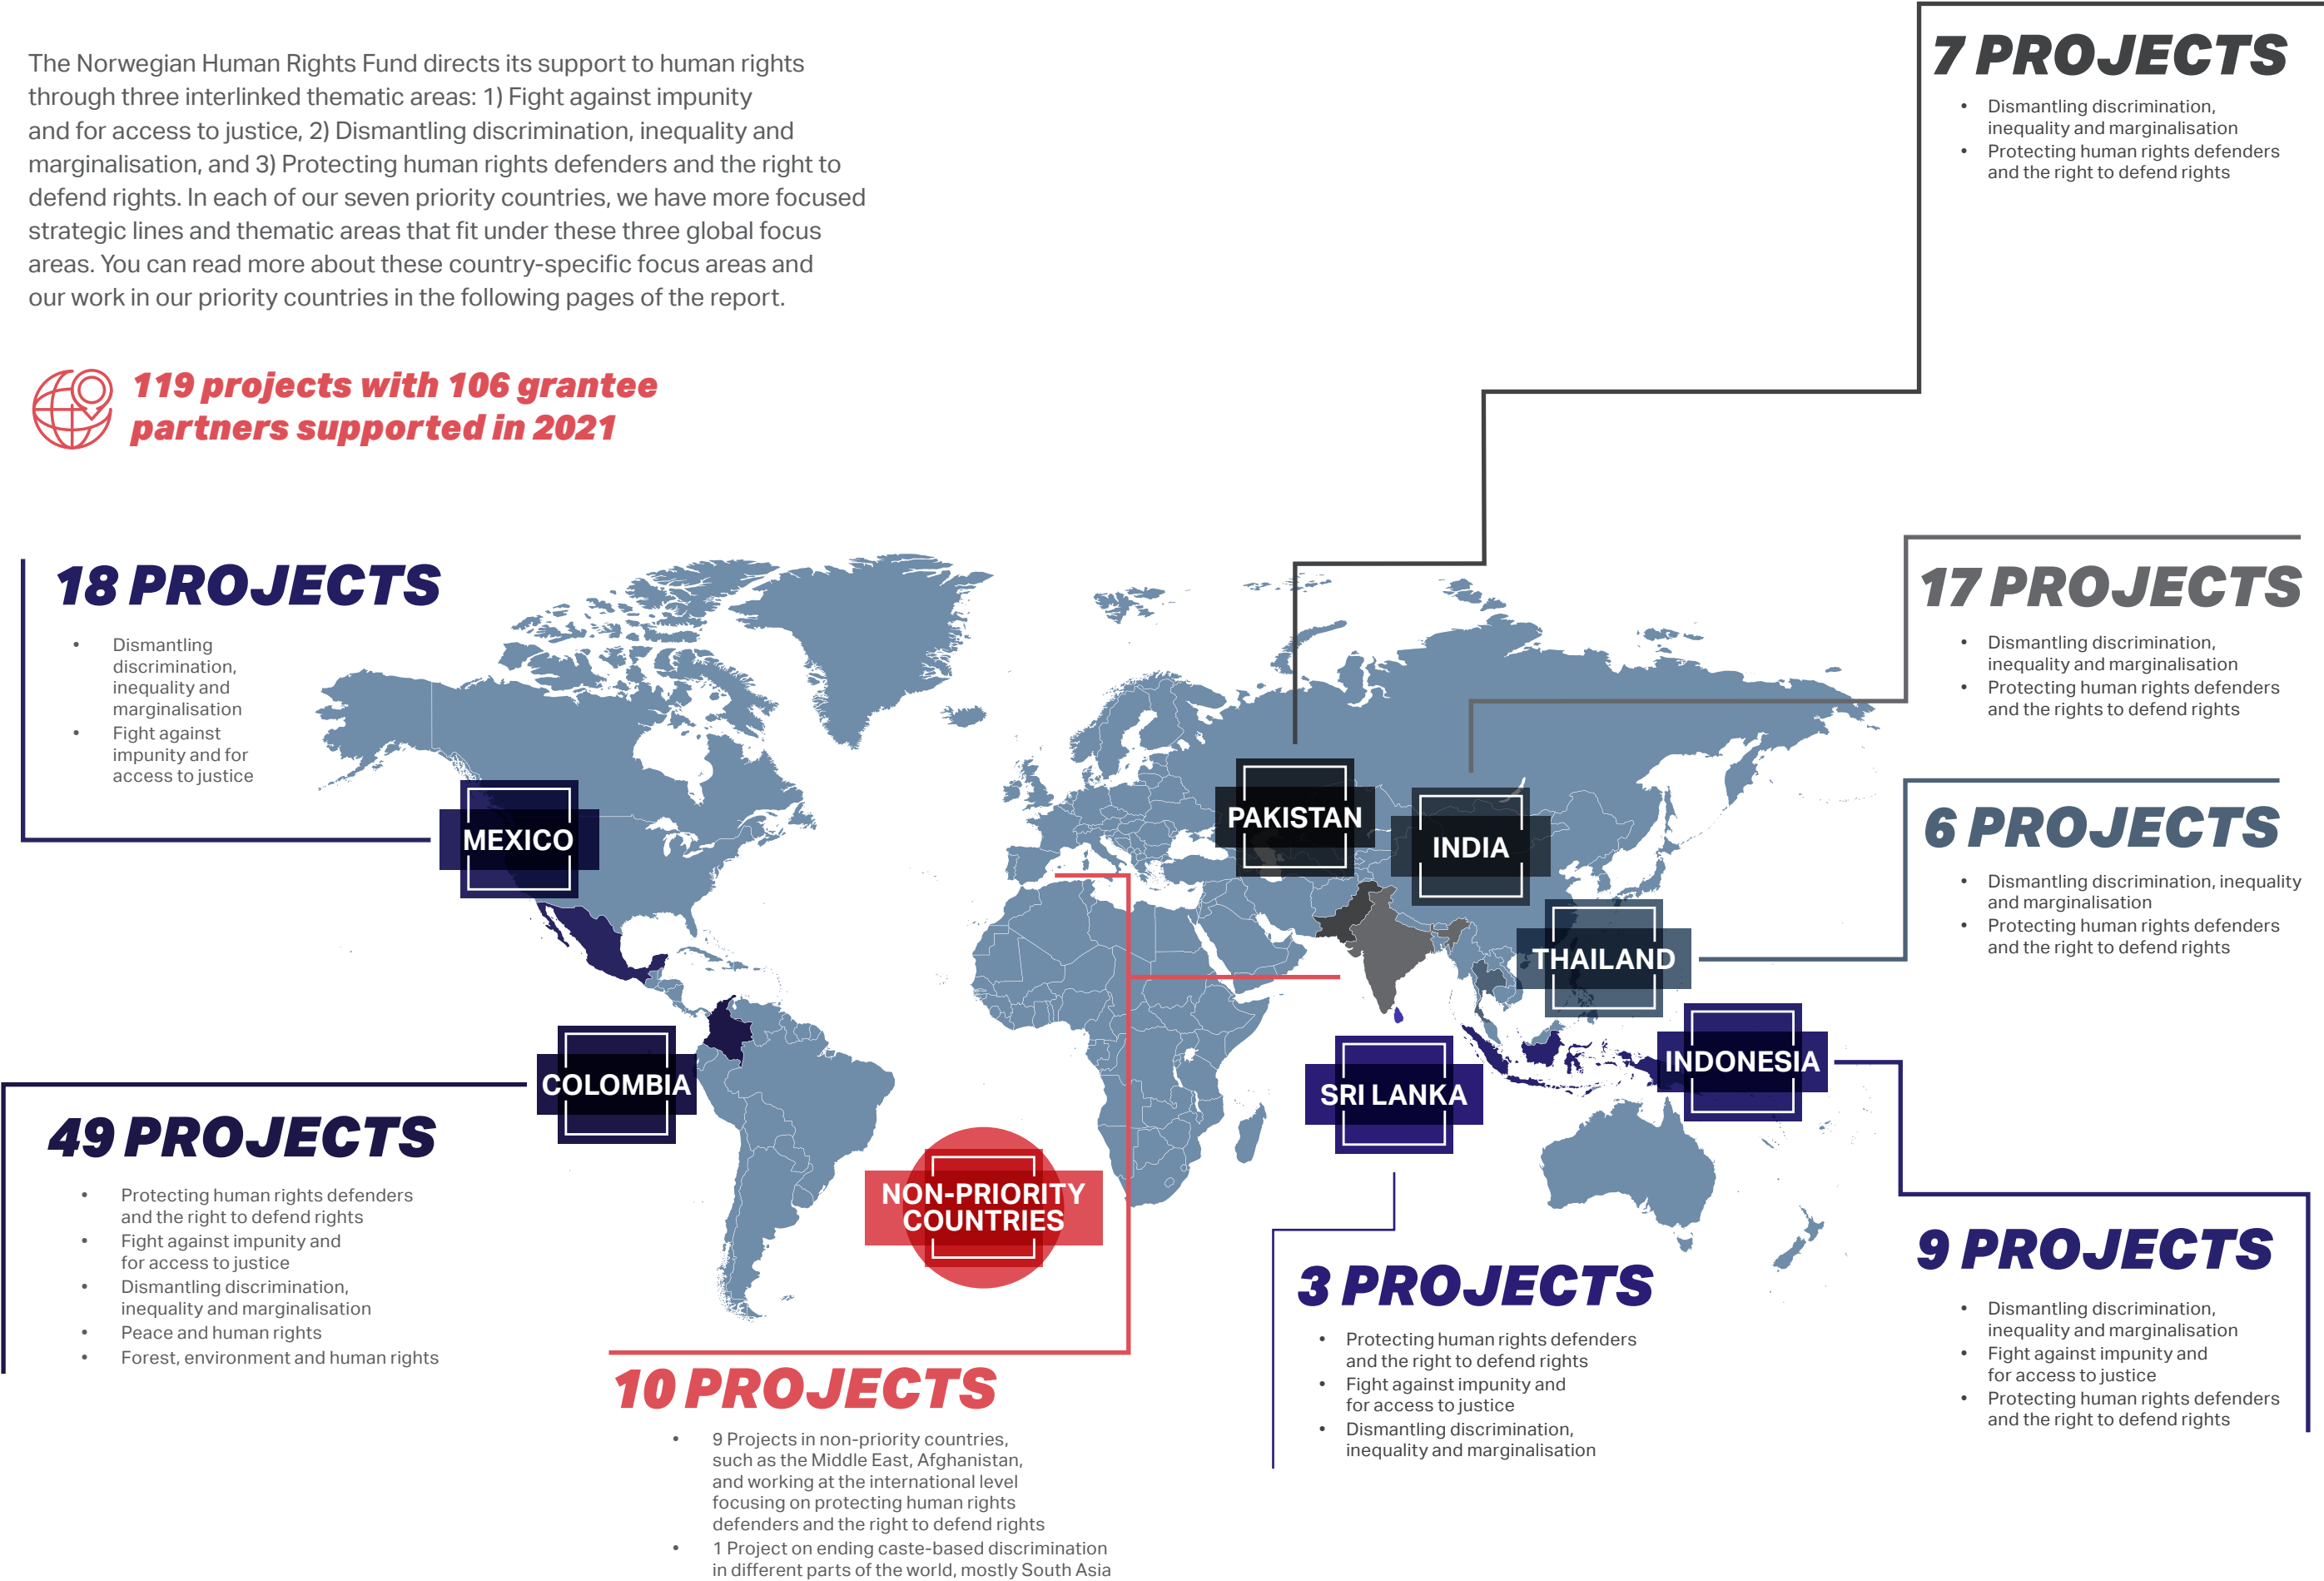 The Norwegian Human Rights Fund directs its support to human rights
through three interlinked thematic areas: 1) Fight against impunity
and for access to justice, 2) Dismantling discrimination, inequality and
marginalisation, and 3) Protecting human rights defenders and the right to
defend rights. In each of our seven priority countries, we have more focused
strategic lines and thematic areas that fit under these three global focus
areas. You can read more about these country-specific focus areas and
our work in our priority countries in the following pages of the report.
119 projects with 106 grantee
partners supported in 2021
7 PROJECTS
• Dismantling discrimination,
inequality and marginalisation
• Protecting human rights defenders
and the right to defend rights
18 PROJECTS
• Dismantling
discrimination,
inequality and
marginalisation
• Fight against
impunity and for
access to justice
MEXICO
PAKISTAN
INDIA
17 PROJECTS
• Dismantling discrimination,
inequality and marginalisation
• Protecting human rights defenders
and the rights to defend rights
6 PROJECTS
• Dismantling discrimination, inequality
and marginalisation
• Protecting human rights defenders
and the right to defend rights
THAILAND
INDONESIA
COLOMBIA
SRI LANKA
49 PROJECTS
• Protecting human rights defenders
and the right to defend rights
• Fight against impunity and
for access to justice
• Dismantling discrimination,
inequality and marginalisation
• Peace and human rights
• Forest, environment and human rights
NON-PRIORITY
COUNTRIES
10 PROJECTS
• 9 Projects in non-priority countries,
such as the Middle East, Afghanistan,
and working at the international level
focusing on protecting human rights
defenders and the right to defend rights
• 1 Project on ending caste-based discrimination
in different parts of the world, mostly South Asia
3 PROJECTS
• Protecting human rights defenders
and the right to defend rights
• Fight against impunity and
for access to justice
• Dismantling discrimination,
inequality and marginalisation
9 PROJECTS
• Dismantling discrimination,
inequality and marginalisation
• Fight against impunity and
for access to justice
• Protecting human rights defenders
and the right to defend rights